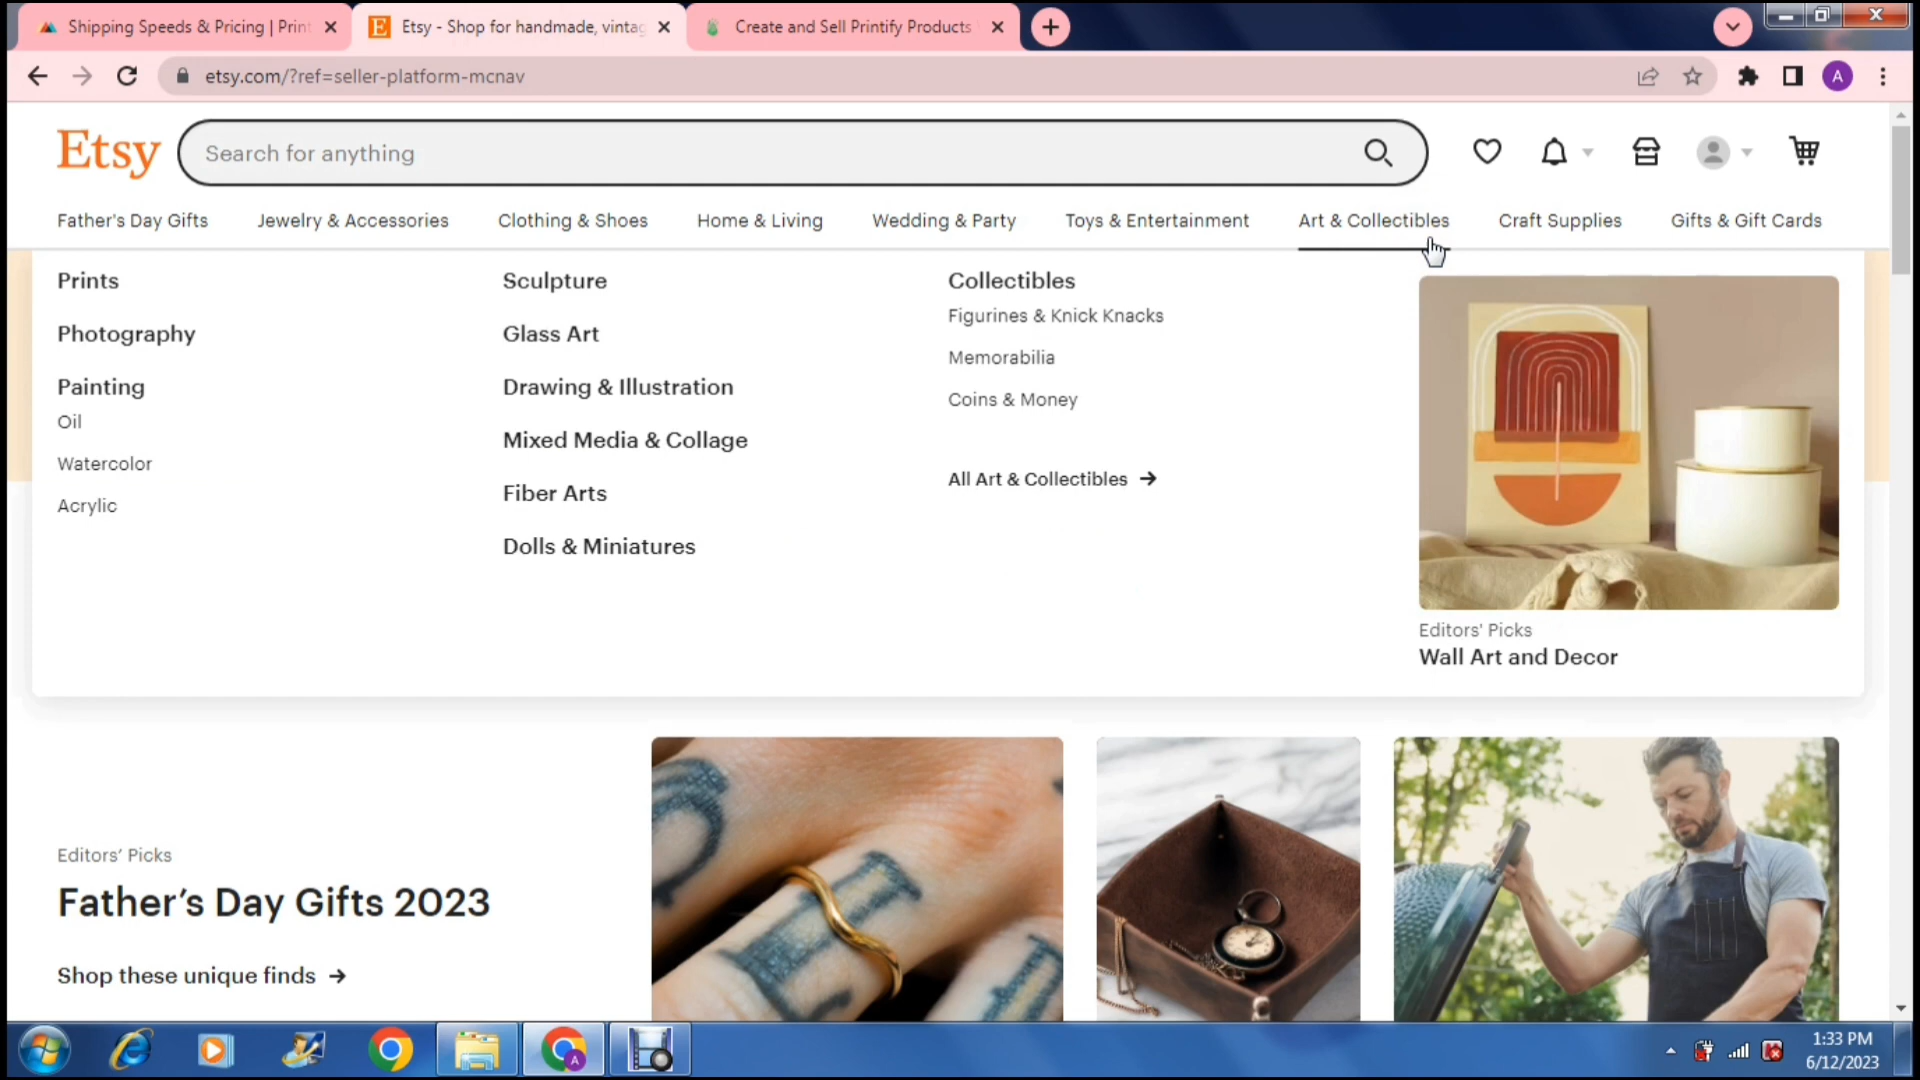 Shipping Speeds & Pricing | Print
Etsy - Shop for handmade, vintag
Create and Sell Printify Products
etsy.com/?ref=seller-platform-mcnav
A
Etsy
Search for anything
Father's Day Gifts
Jewelry & Accessories
Clothing & Shoes
Home & Living
Wedding & Party
Toys & Entertainment
Art & Collectibles
Craft Supplies
Gifts & Gift Cards
Prints
Photography
Painting
Oil
Watercolor
Acrylic
Sculpture
Glass Art
Drawing & Illustration
Mixed Media & Collage
Fiber Arts
Dolls & Miniatures
Collectibles
Figurines & Knick Knacks
Memorabilia
Coins & Money
All Art & Collectibles →
Editors' Picks
Wall Art and Decor
Editors’ Picks
Father’s Day Gifts 2023
Shop these unique finds →
1:33 PM
6/12/2023